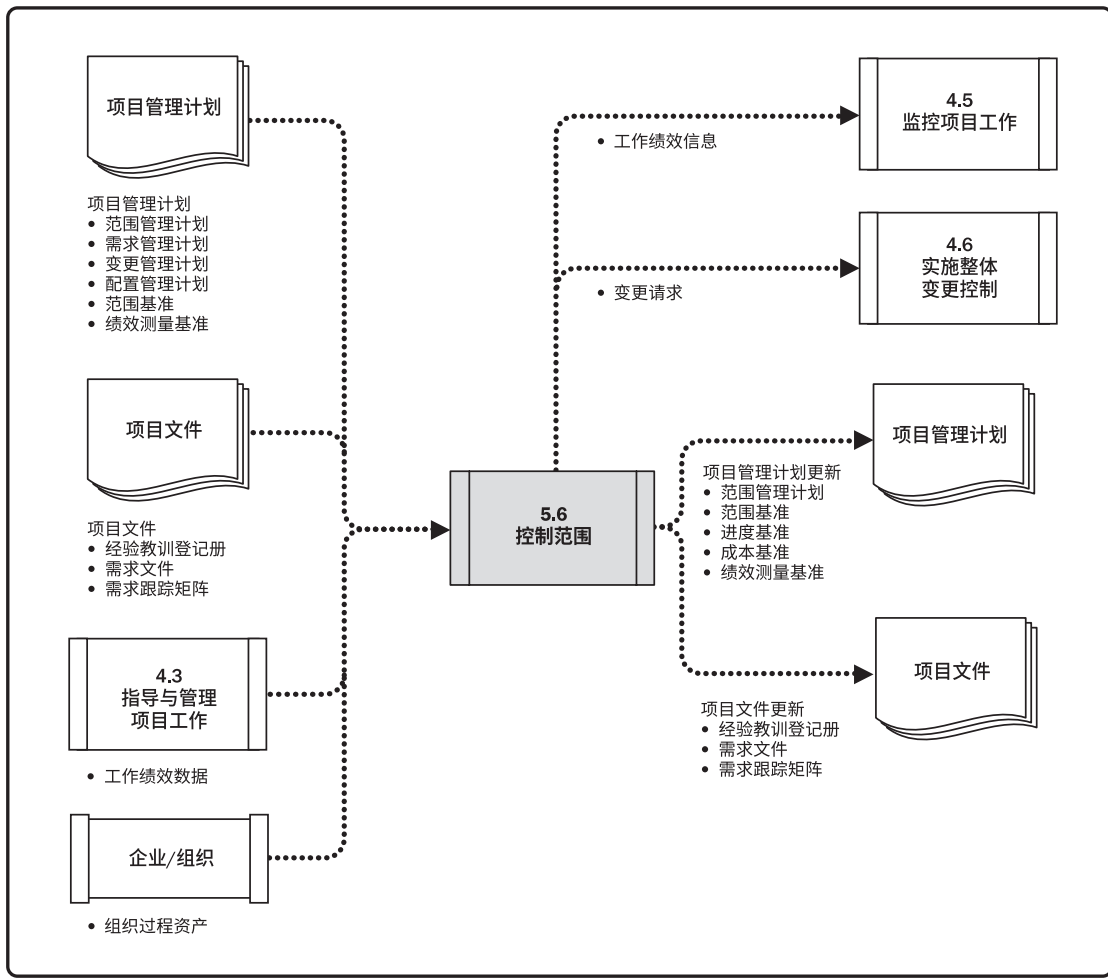 项目管理计划
项目管理计划
• 范围管理计划
• 需求管理计划
• 变更管理计划
• 配置管理计划
• 范围基准
• 绩效测量基准
项目文件
项目文件
• 经验教训登记册
• 需求文件
• 需求跟踪矩阵
4.3
指导与管理
项目工作
• 工作绩效数据
企业/组织
• 组织过程资产
5.6
控制范围
• 工作绩效信息
4.5
监控项目工作
• 变更请求
4.6
实施整体
变更控制
项目管理计划
项目管理计划更新
• 范围管理计划
• 范围基准
• 进度基准
• 成本基准
• 绩效测量基准
项目文件
项目文件更新
• 经验教训登记册
• 需求文件
• 需求跟踪矩阵